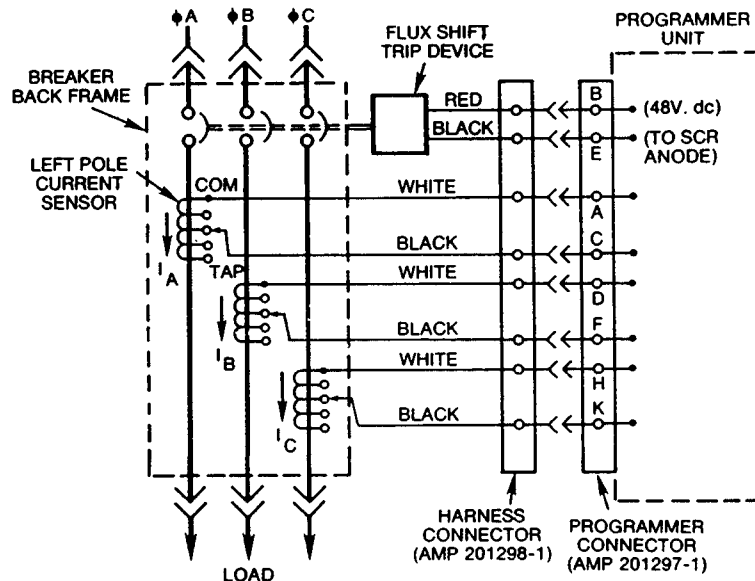 ϕA
ϕB
ϕC
FLUX SHIFT
TRIP DEVICE
PROGRAMMER
UNIT
BREAKER
BACK FRAME
RED
BLACK
B
(48V. dc)
E
(TO SCR
ANODE)
LEFT POLE
CURRENT
SENSOR
COM
WHITE
A
BLACK
C
I A
TAP
WHITE
D
BLACK
F
I B
WHITE
H
BLACK
K
I C
HARNESS
CONNECTOR
(AMP 201298-1)
PROGRAMMER
CONNECTOR
(AMP 201297-1)
LOAD